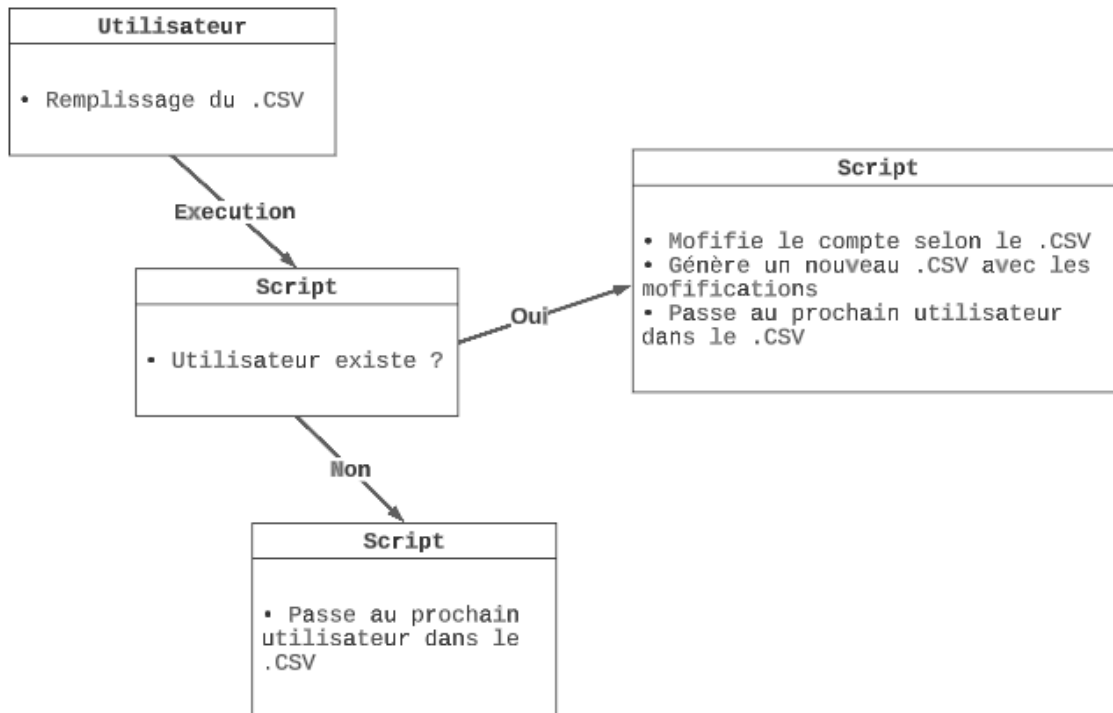 Utilisateur
• Remplissage du .CSV
Execution
Script
• Utilisateur existe ?
Oui
Script
• Mofifie le compte selon le .CSV
• Génère un nouveau .CSV avec les
mofifications
• Passe au prochain utilisateur
dans le .CSV
Non
Script
• Passe au prochain
utilisateur dans le
.CSV